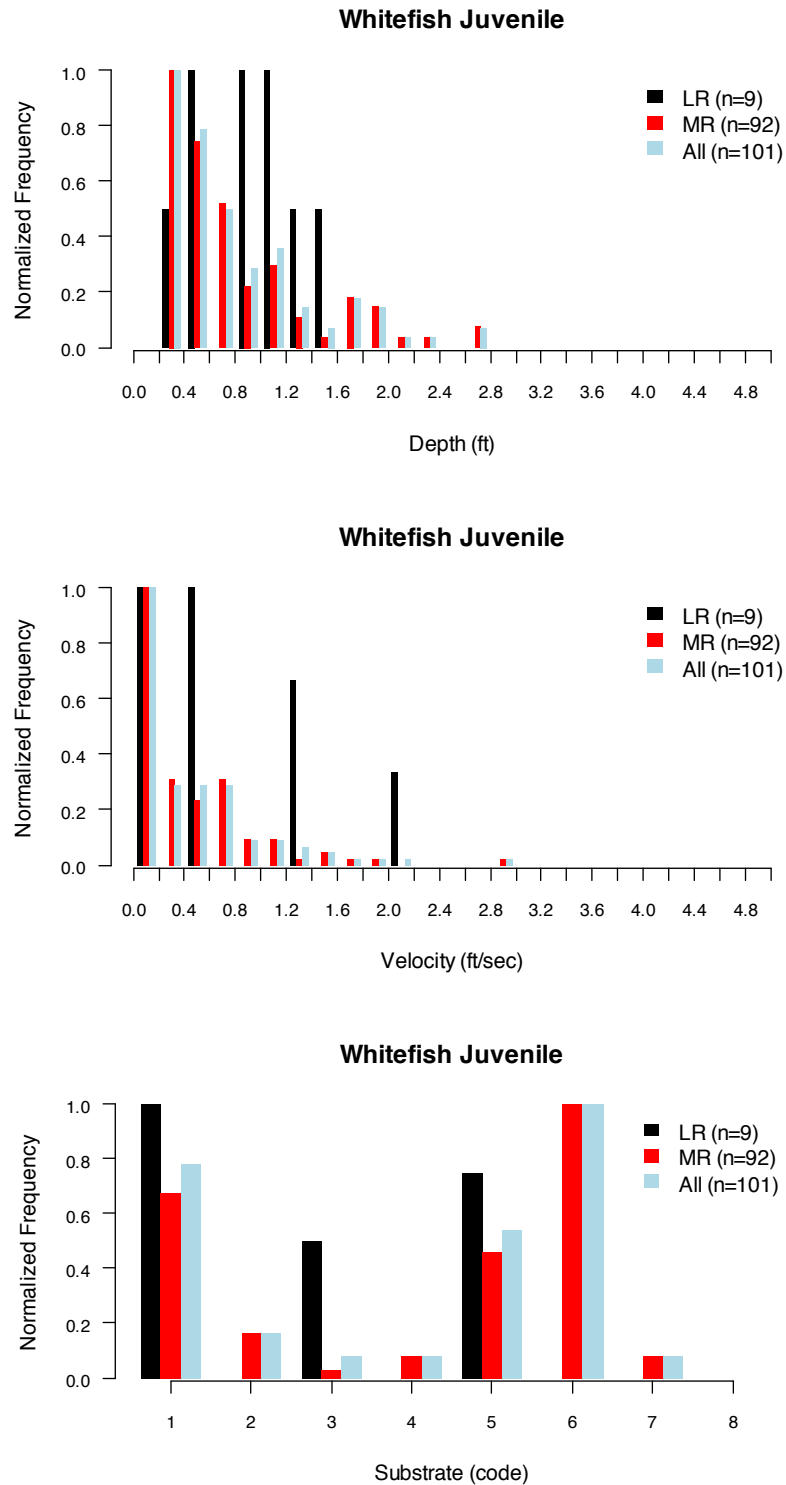 Whitefish Juvenile
Normalized Frequency
1.0
0.8
0.6
0.4
0.2
0.0
LR (n=9)
MR (n=92)
All (n=101)
0.0 0.4 0.8 1.2 1.6 2.0 2.4 2.8 3.2 3.6 4.0 4.4 4.8
Depth (ft)
Whitefish Juvenile
Normalized Frequency
1.0
0.8
0.6
0.4
0.2
0.0
LR (n=9)
MR (n=92)
All (n=101)
0.0 0.4 0.8 1.2 1.6 2.0 2.4 2.8 3.2 3.6 4.0 4.4 4.8
Velocity (ft/sec)
Whitefish Juvenile
Normalized Frequency
1.0
0.8
0.6
0.4
0.2
0.0
LR (n=9)
MR (n=92)
All (n=101)
1 2 3 4 5 6 7 8
Substrate (code)